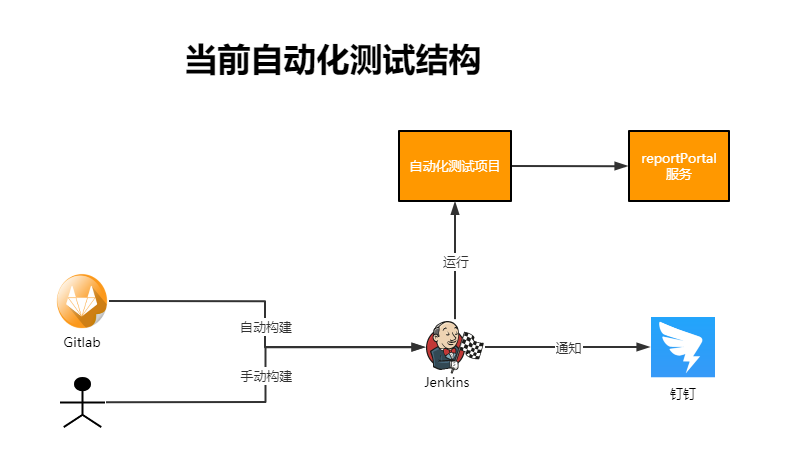 当前自动化测试结构
自动化测试项目
reportPortal
服务
运行
Gitlab
自动构建
手动构建
Jenkins
通知
钉钉